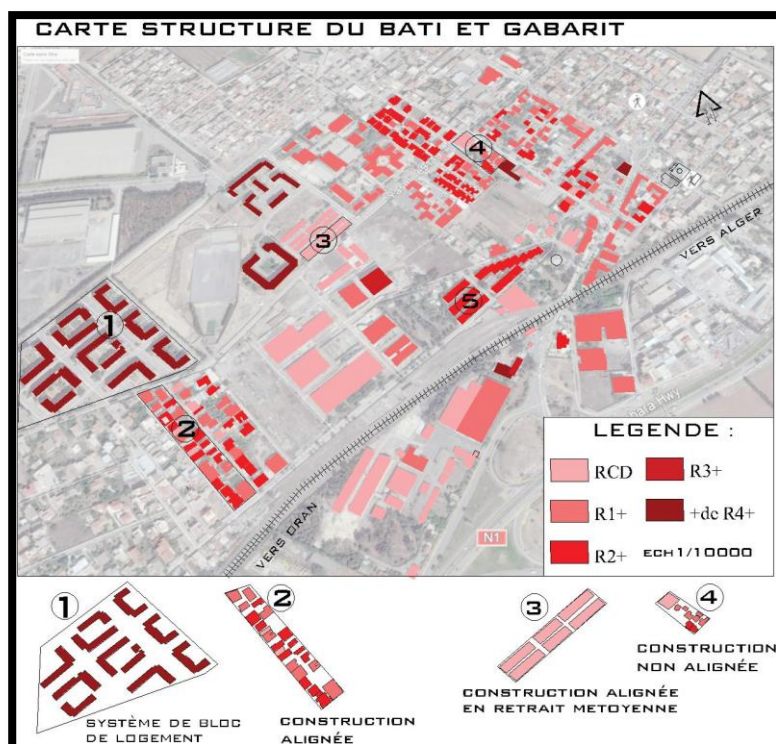 CARTE STRUCTURE DU BATI ET GABARIT
4
3
VERS ALGER
5
1
2
VERS ORAN
N1
LEGENDE :
RCD
R3+
R1+
+de R4+
R2+
ECH 1/10000
1
2
3
4
SYSTÈME DE BLOC
DE LOGEMENT
CONSTRUCTION
ALIGNÉE
CONSTRUCTION ALIGNÉE
EN RETRAIT METOYENNE
CONSTRUCTION
NON ALIGNÉE